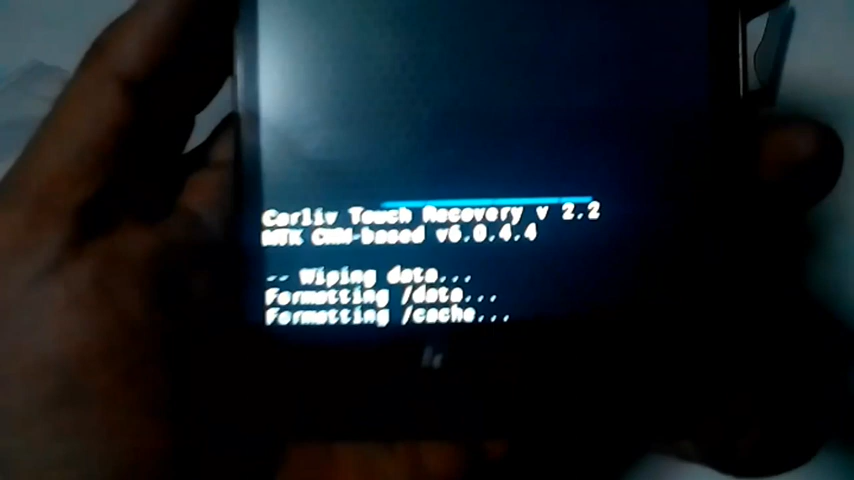 Carliv Touch Recovery v 2.2
MTK CWM-based v6.0.4.4
-- Wiping data...
Formatting /data...
Formatting /cache...